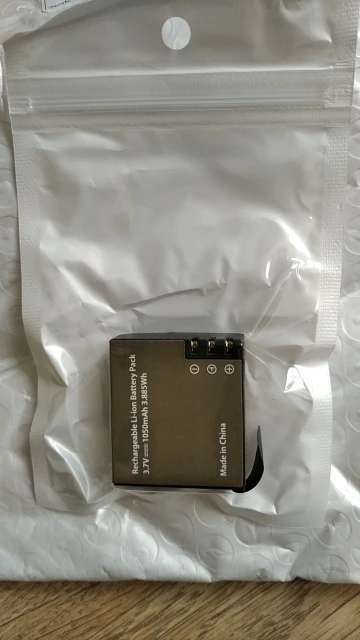 Rechargeable Li-ion Battery Pack
3.7V 1050mAh 3.885Wh
Made in China